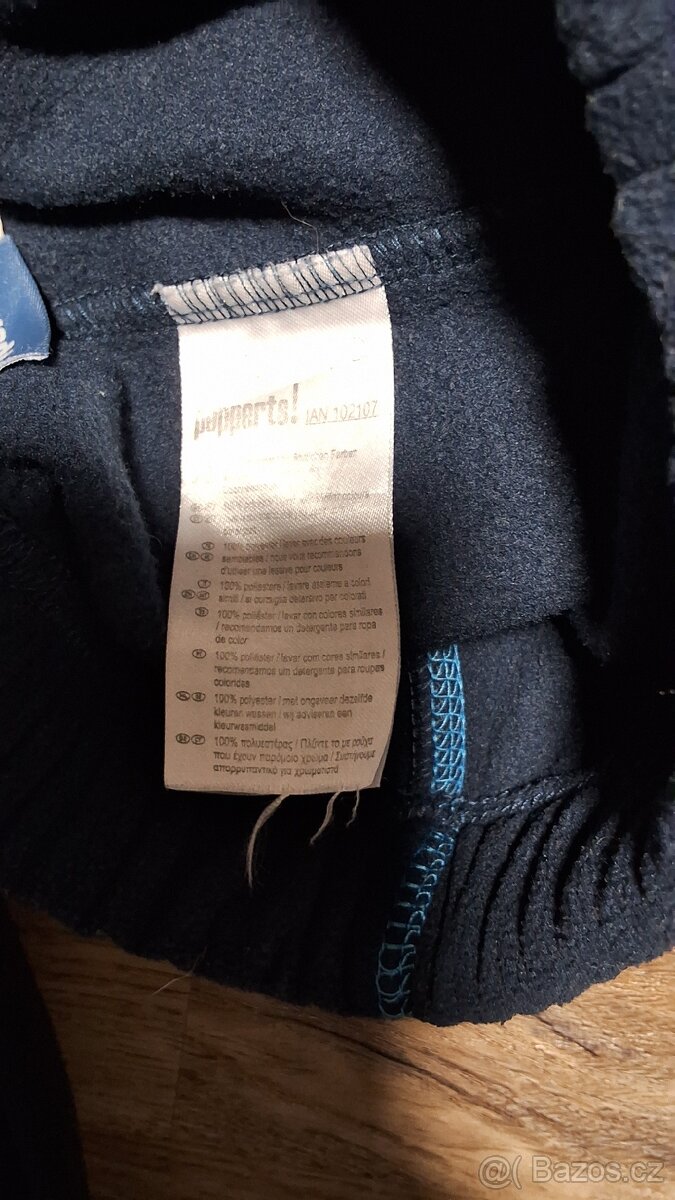 pepperts! IAN 102107
100% polyester / laver avec des couleurs
semblables / nous vous recommandons
d'utiliser une lessive pour couleurs
100% poliestere / lavare assieme a colori
simili / si consiglia detersivo per colorati
100% poliéster / lavar con colores similares
/ recomendamos un detergente para ropa
de color
100% poliéster / lavar com cores similares /
recomendamos um detergente para roupas
coloridas
100% polyester / met ongeveer dezelfde
kleuren wassen / wij adviseren een
kleurwasmiddel
100% πολυεστέρας / Πλύνετε το με ρούχα
που έχουν παρόμοιο χρώμα / Συστήνουμε
απορρυπαντικό για χρωματιστά
@( Bazos.cz